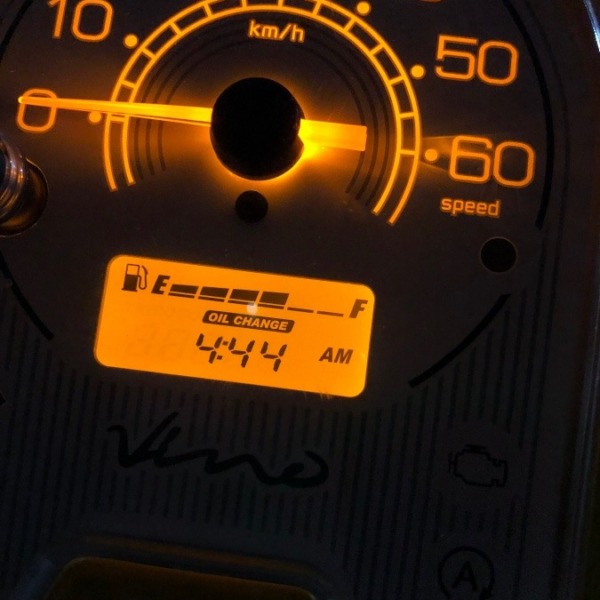 10
km/h
50
0
60
speed
E F
OIL CHANGE
4:44 AM
Vino
A